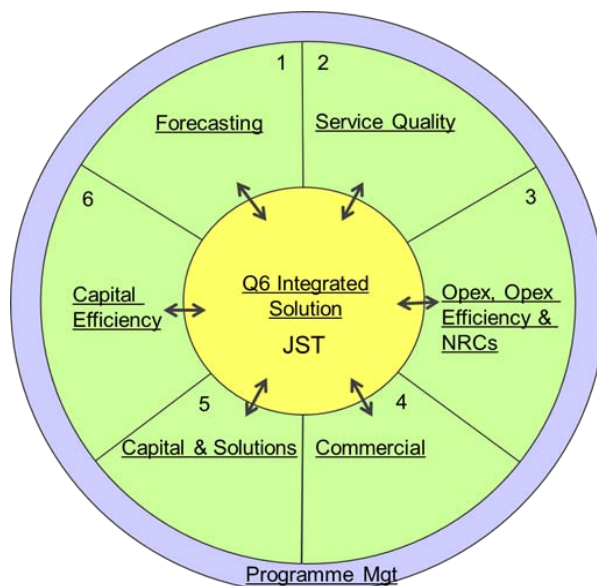 1
2
Forecasting
Service Quality
6
3
Capital
Efficiency
Q6 Integrated
Solution
JST
Opex, Opex
Efficiency &
NRCs
5
4
Capital & Solutions
Commercial
Programme Mgt